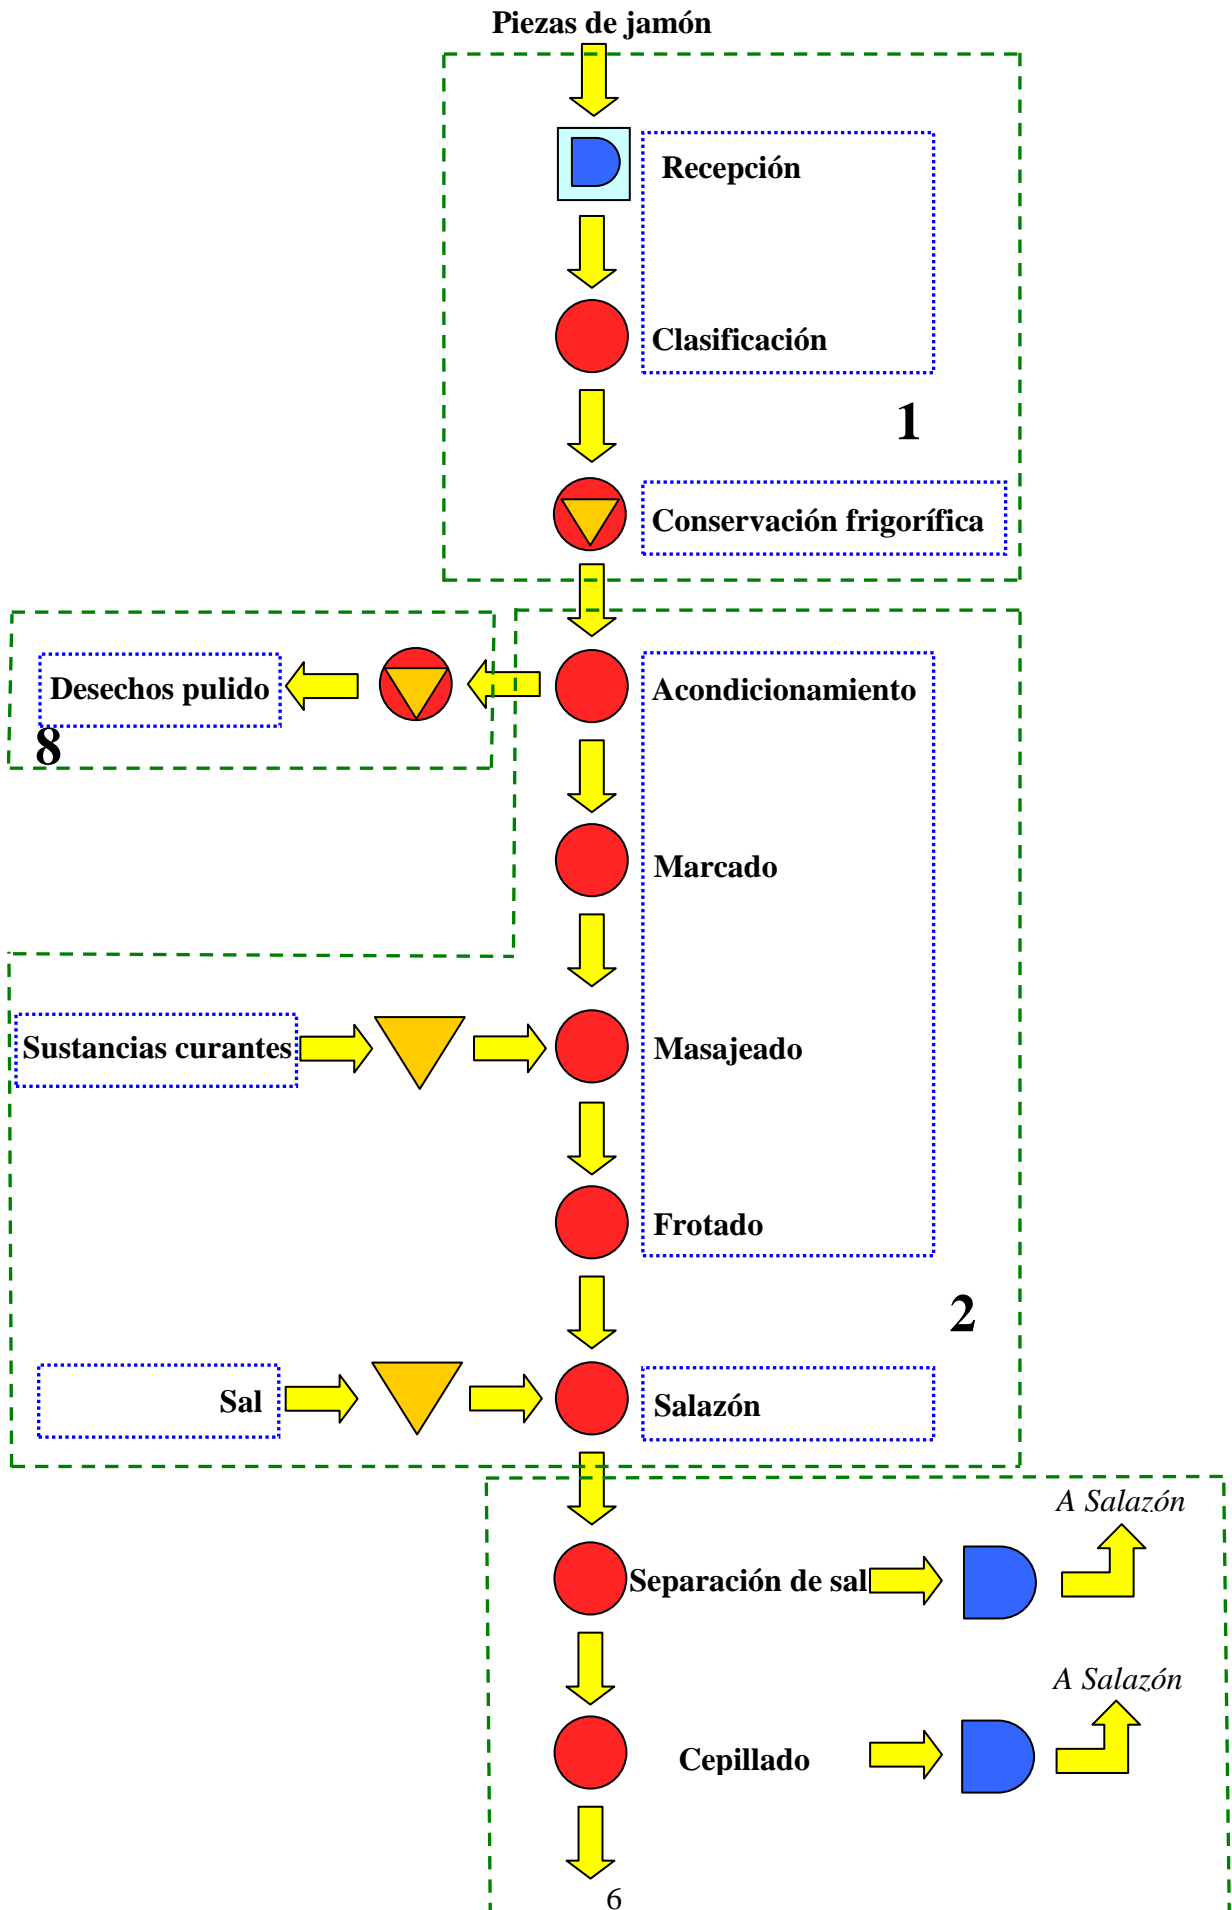 Piezas de jamón
Recepción
Clasificación
1
Conservación frigorífica
Desechos pulido
Acondicionamiento
8
Marcado
Sustancias curantes
Masajeado
Frotado
2
Sal
Salazón
A Salazón
Separación de sal
A Salazón
Cepillado
6